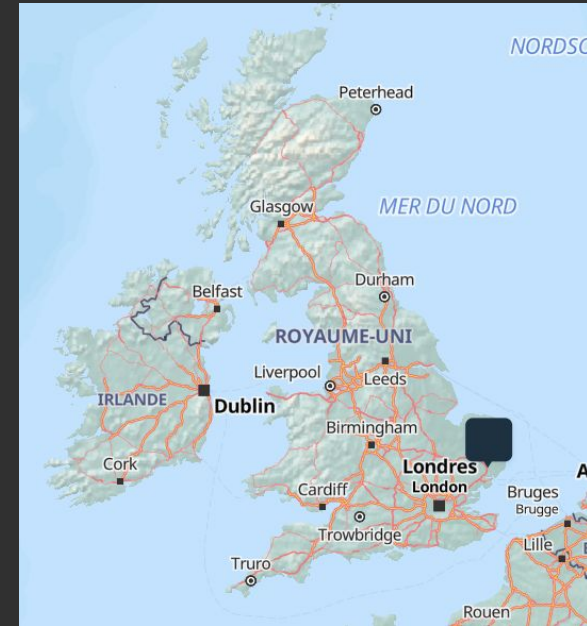 NORDSC
Peterhead
MER DU NORD
Glasgow
Durham
Belfast
ROYAUME-UNI
Liverpool
Leeds
IRLANDE
Dublin
Birmingham
Cork
Londres
London
A
Cardiff
Bruges
Brugge
Trowbridge
Lille
Truro
Rouen